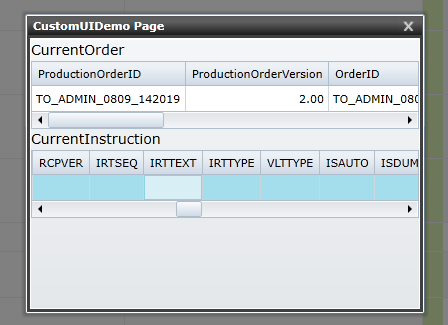 CustomUIDemo Page
CurrentOrder
ProductionOrderID ProductionOrderVersion OrderID
TO_ADMIN_0809_142019 2.00 TO_ADMIN_080
CurrentInstruction
RCPVER IRTSEQ IRTTEXT IRTTYPE VLTTYPE ISAUTO ISDUM